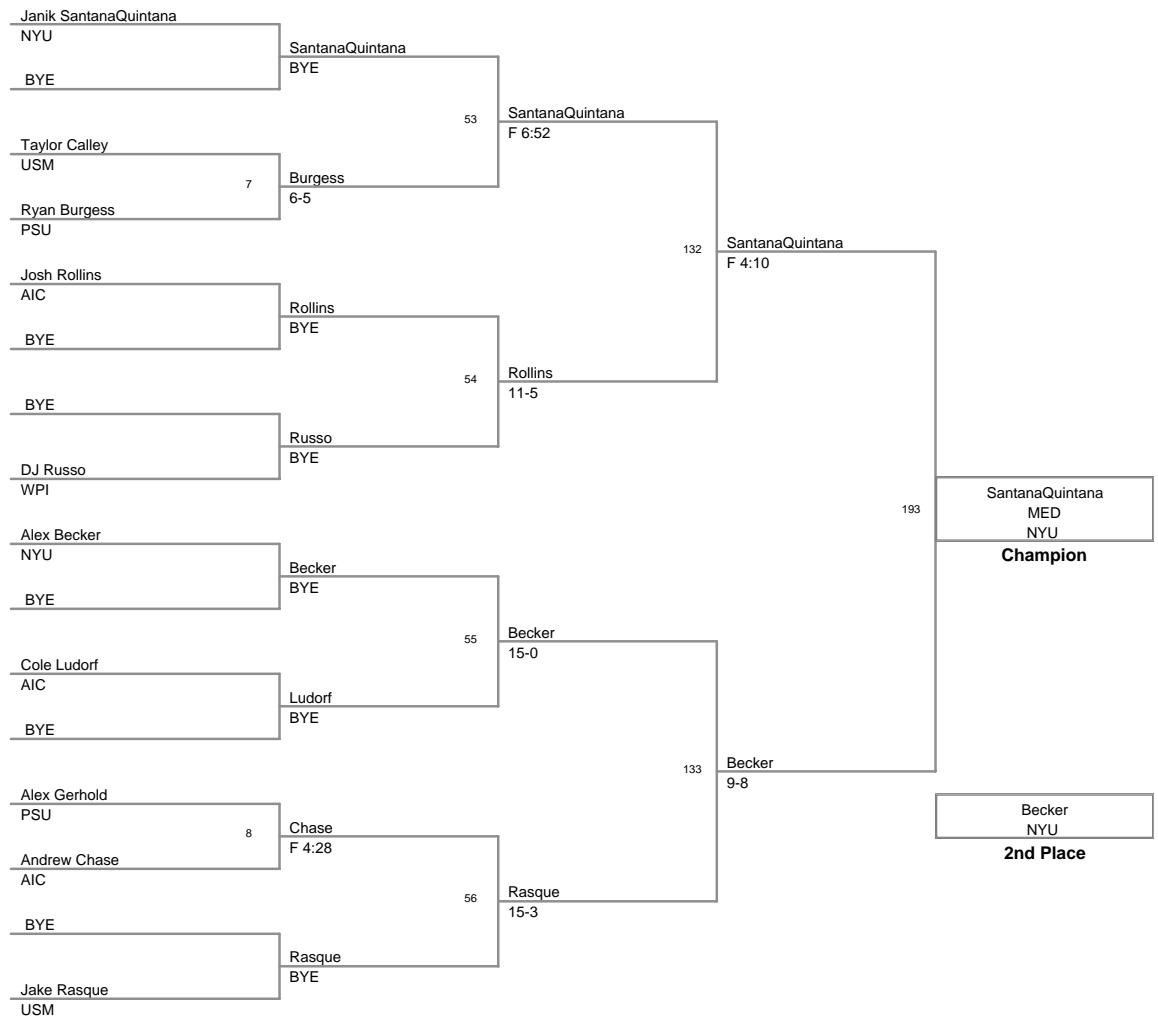 Janik SantanaQuintana
NYU
BYE
Taylor Calley
USM
7
Ryan Burgess
PSU
Josh Rollins
AIC
BYE
BYE
DJ Russo
WPI
Alex Becker
NYU
BYE
Cole Ludorf
AIC
BYE
Alex Gerhold
PSU
8
Andrew Chase
AIC
BYE
Jake Rasque
USM
SantanaQuintana
BYE
53
Burgess
6-5
Rollins
BYE
54
Russo
BYE
Becker
BYE
55
Ludorf
BYE
Chase
F 4:28
56
Rasque
BYE
SantanaQuintana
F 6:52
132
Rollins
11-5
Becker
15-0
133
Rasque
15-3
SantanaQuintana
F 4:10
193
Becker
9-8
SantanaQuintana
MED
NYU
Champion
Becker
NYU
2nd Place